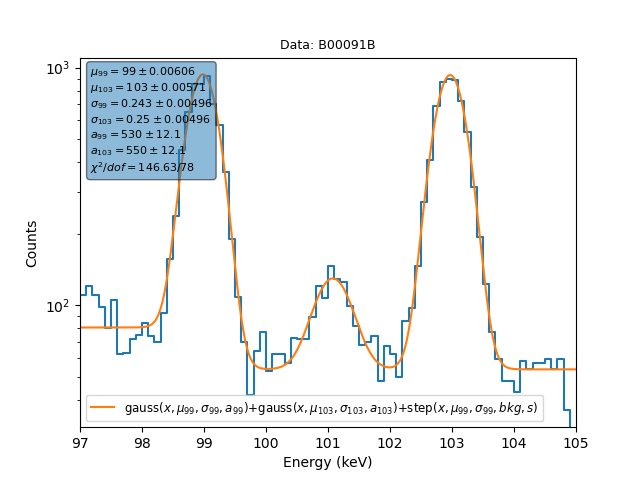 Data: B00091B
μ99 = 99 ± 0.00606
μ103 = 103 ± 0.00571
σ99 = 0.243 ± 0.00496
σ103 = 0.25 ± 0.00496
a99 = 530 ± 12.1
a103 = 550 ± 12.1
χ²/dof = 146.63/78
10³
10²
Counts
gauss(x, μ99, σ99, a99)+gauss(x, μ103, σ103, a103)+step(x, μ99, σ99, bkg, s)
97 98 99 100 101 102 103 104 105
Energy (keV)